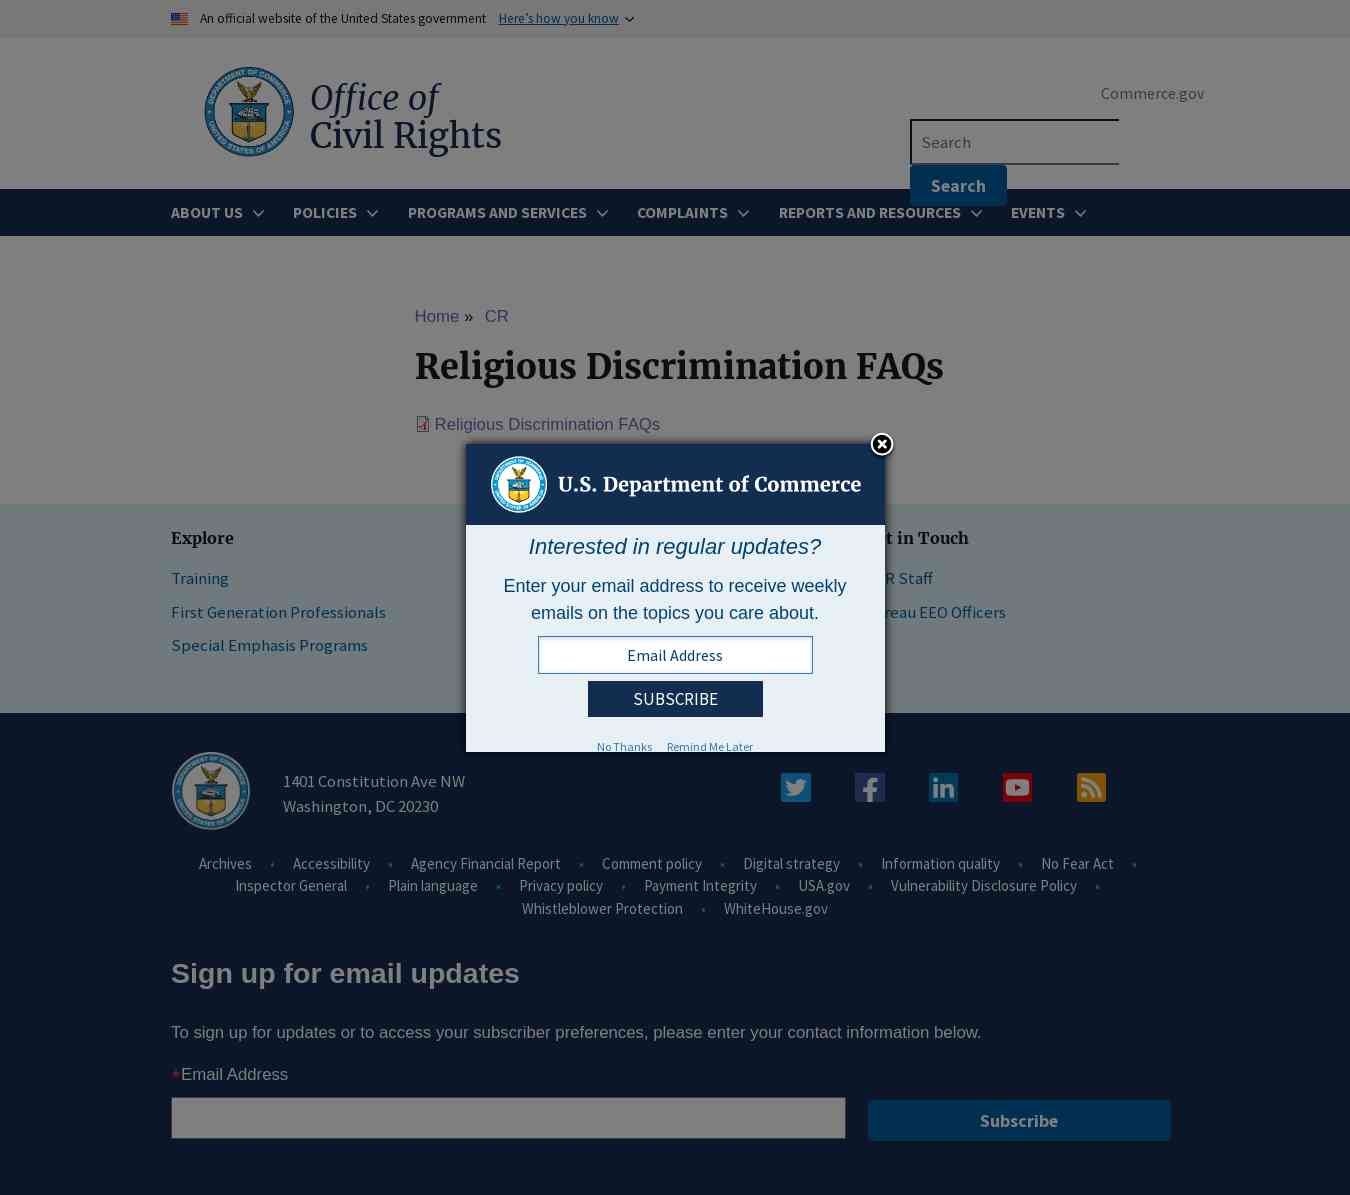 An official website of the United States government Here's how you know
Office of
Civil Rights
Commerce.gov
Search
Search
ABOUT US POLICIES PROGRAMS AND SERVICES COMPLAINTS REPORTS AND RESOURCES EVENTS
Home » CR
Religious Discrimination FAQs
Religious Discrimination FAQs
U.S. Department of Commerce
Interested in regular updates?
Enter your email address to receive weekly
emails on the topics you care about.
Email Address
SUBSCRIBE
No Thanks Remind Me Later
Explore
Training
First Generation Professionals
Special Emphasis Programs
t in Touch
R Staff
reau EEO Officers
1401 Constitution Ave NW
Washington, DC 20230
Archives • Accessibility • Agency Financial Report • Comment policy • Digital strategy • Information quality • No Fear Act •
Inspector General • Plain language • Privacy policy • Payment Integrity • USA.gov • Vulnerability Disclosure Policy •
Whistleblower Protection • WhiteHouse.gov
Sign up for email updates
To sign up for updates or to access your subscriber preferences, please enter your contact information below.
*Email Address
Subscribe